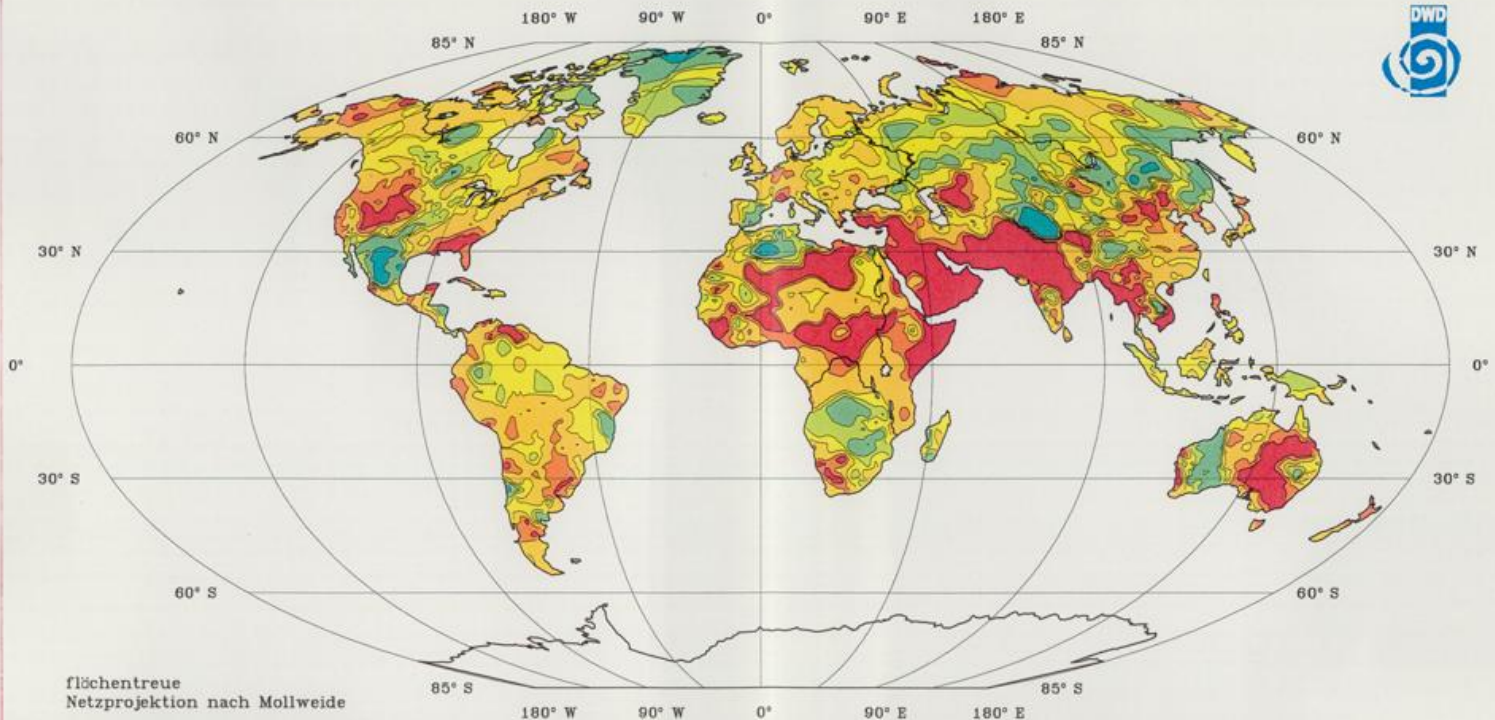 180° W 90° W 0° 90° E 180° E
DWD
85° N 85° N
60° N 60° N
30° N 30° N
0° 0°
30° S 30° S
60° S 60° S
flächentreue
Netzprojektion nach Mollweide
85° S 85° S
180° W 90° W 0° 90° E 180° E